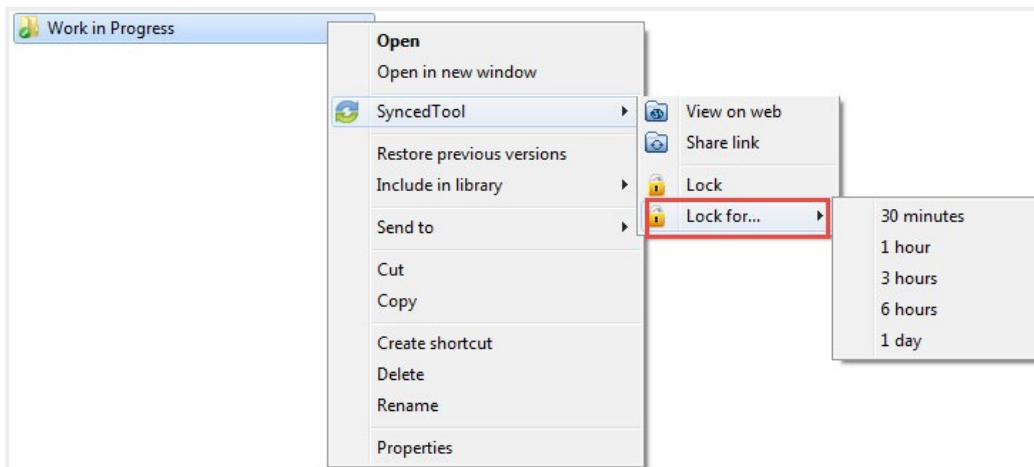 Work in Progress
Open
Open in new window
SyncedTool
Restore previous versions
Include in library
Send to
Cut
Copy
Create shortcut
Delete
Rename
Properties
View on web
Share link
Lock
Lock for...
30 minutes
1 hour
3 hours
6 hours
1 day